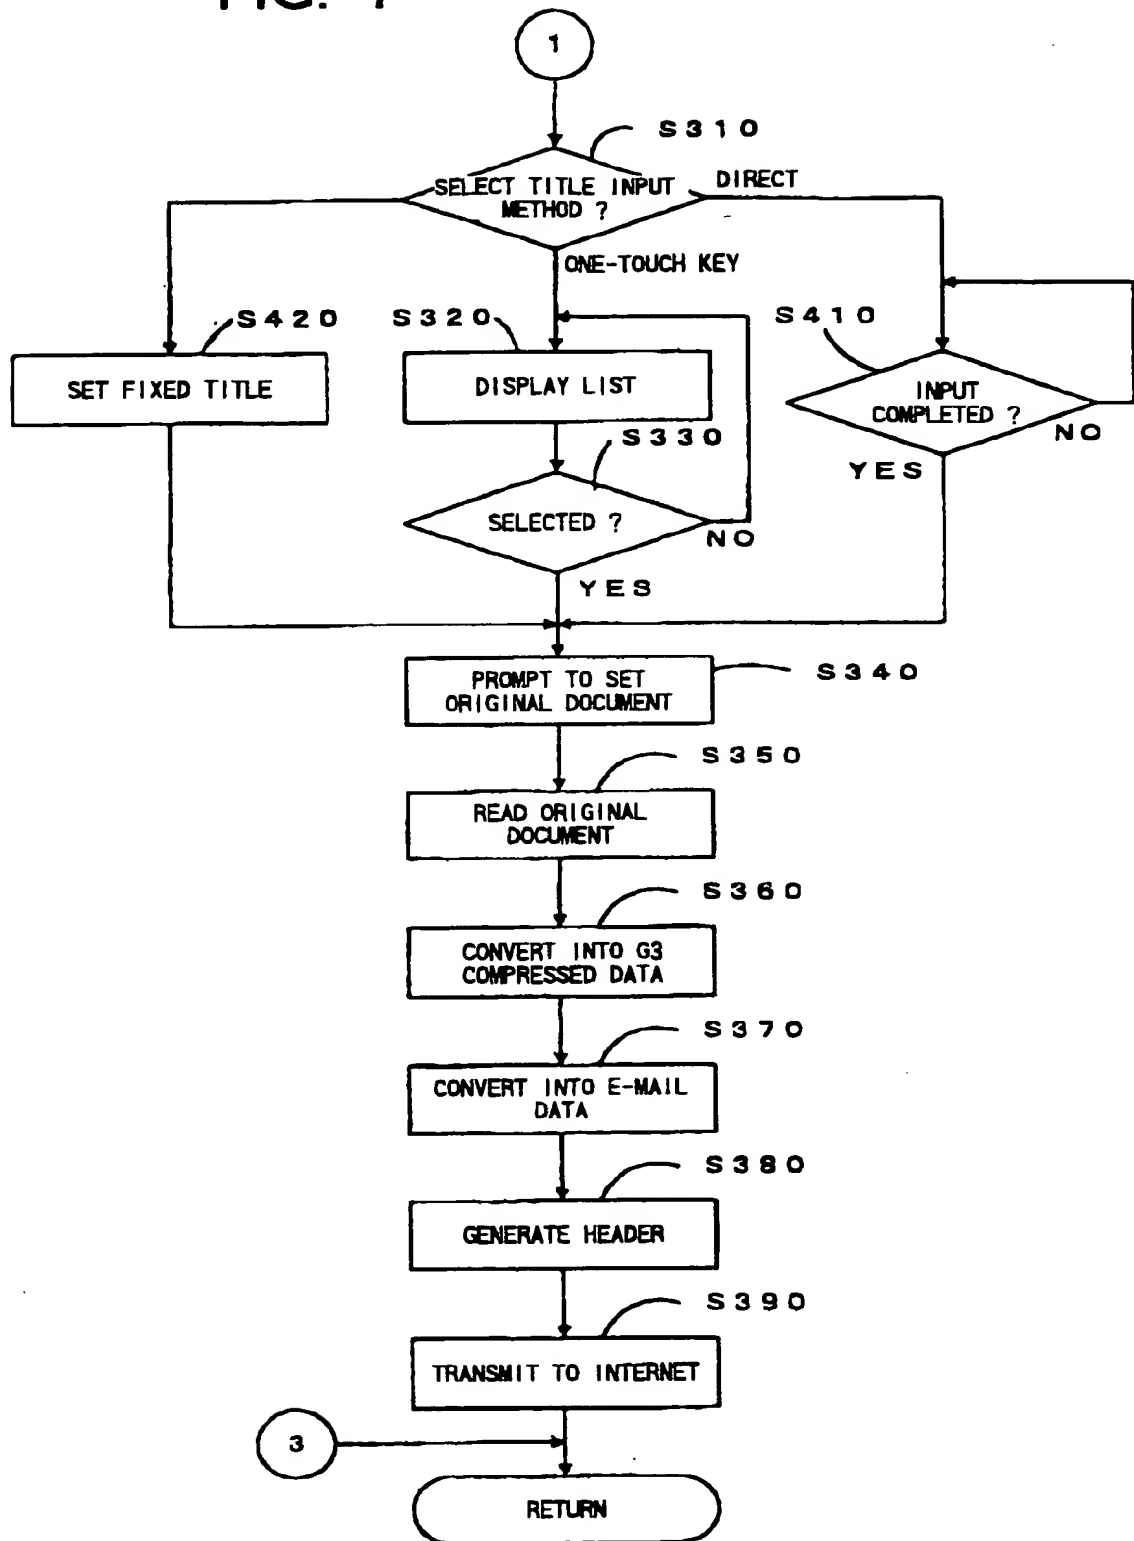 FIG. 7
1
S310
SELECT TITLE INPUT
METHOD ?
DIRECT
ONE-TOUCH KEY
S420
S320
S410
SET FIXED TITLE
DISPLAY LIST
INPUT
COMPLETED ?
NO
S330
YES
SELECTED ?
NO
YES
PROMPT TO SET
ORIGINAL DOCUMENT
S340
S350
READ ORIGINAL
DOCUMENT
S360
CONVERT INTO G3
COMPRESSED DATA
S370
CONVERT INTO E-MAIL
DATA
S380
GENERATE HEADER
S390
TRANSMIT TO INTERNET
3
RETURN